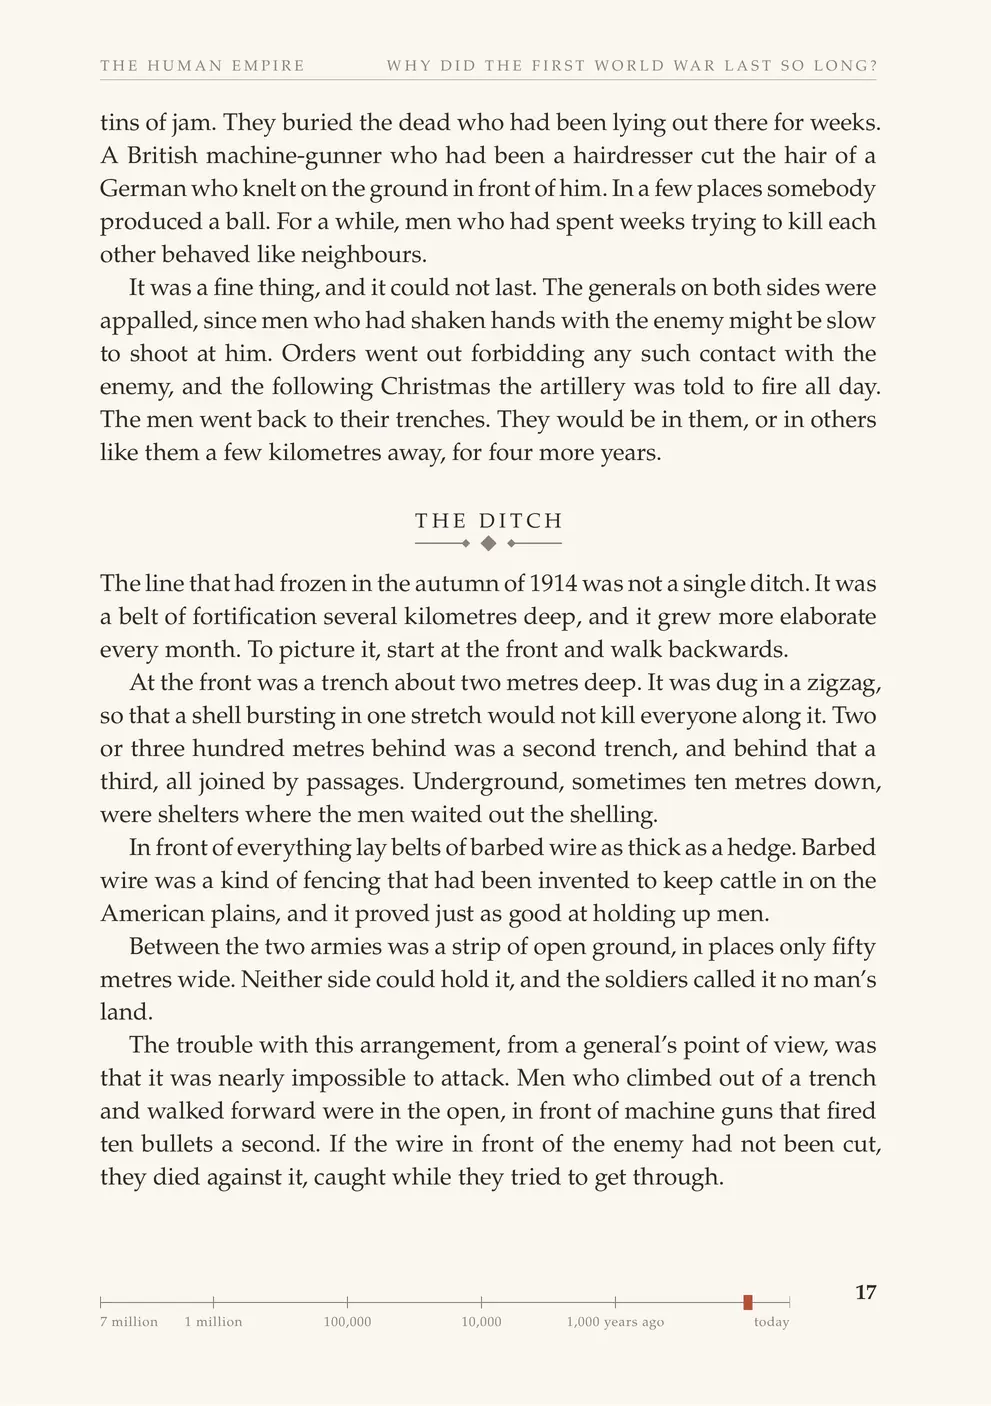 THE HUMAN EMPIRE WHY DID THE FIRST WORLD WAR LAST SO LONG?
tins of jam. They buried the dead who had been lying out there for weeks.
A British machine-gunner who had been a hairdresser cut the hair of a
German who knelt on the ground in front of him. In a few places somebody
produced a ball. For a while, men who had spent weeks trying to kill each
other behaved like neighbours.
It was a fine thing, and it could not last. The generals on both sides were
appalled, since men who had shaken hands with the enemy might be slow
to shoot at him. Orders went out forbidding any such contact with the
enemy, and the following Christmas the artillery was told to fire all day.
The men went back to their trenches. They would be in them, or in others
like them a few kilometres away, for four more years.
THE DITCH
The line that had frozen in the autumn of 1914 was not a single ditch. It was
a belt of fortification several kilometres deep, and it grew more elaborate
every month. To picture it, start at the front and walk backwards.
At the front was a trench about two metres deep. It was dug in a zigzag,
so that a shell bursting in one stretch would not kill everyone along it. Two
or three hundred metres behind was a second trench, and behind that a
third, all joined by passages. Underground, sometimes ten metres down,
were shelters where the men waited out the shelling.
In front of everything lay belts of barbed wire as thick as a hedge. Barbed
wire was a kind of fencing that had been invented to keep cattle in on the
American plains, and it proved just as good at holding up men.
Between the two armies was a strip of open ground, in places only fifty
metres wide. Neither side could hold it, and the soldiers called it no man’s
land.
The trouble with this arrangement, from a general’s point of view, was
that it was nearly impossible to attack. Men who climbed out of a trench
and walked forward were in the open, in front of machine guns that fired
ten bullets a second. If the wire in front of the enemy had not been cut,
they died against it, caught while they tried to get through.
17
7 million 1 million 100,000 10,000 1,000 years ago today